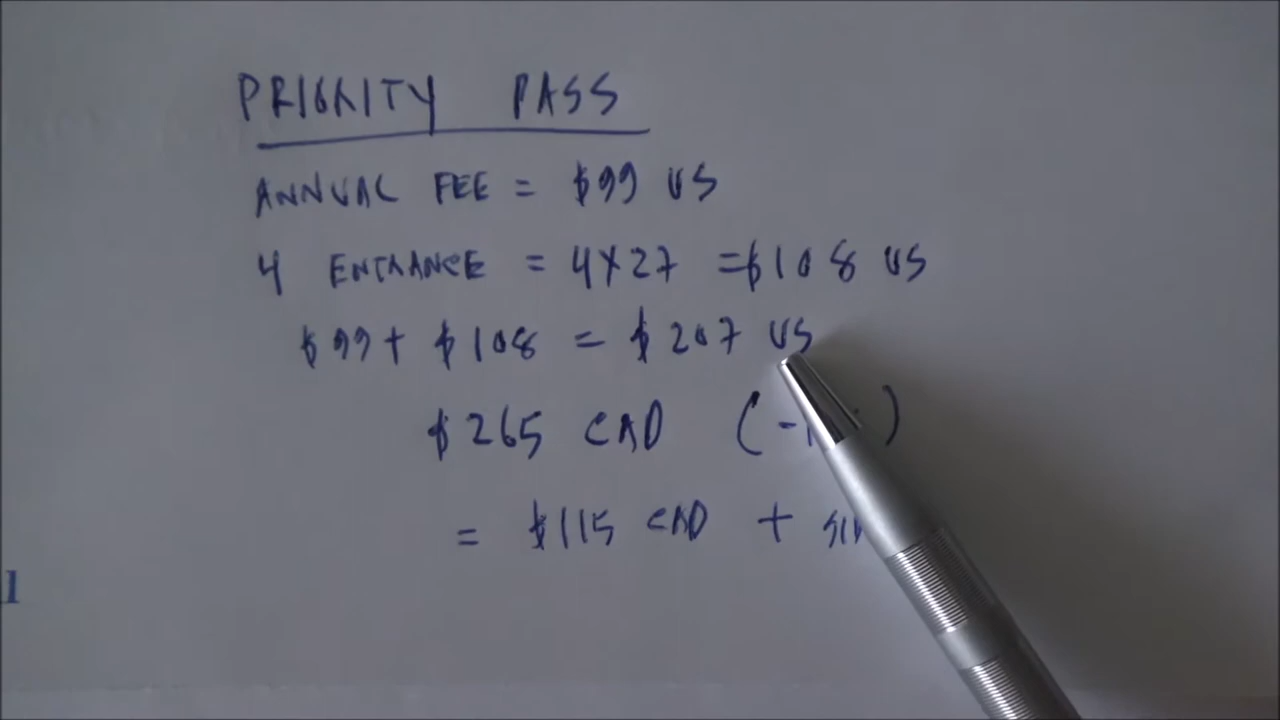 PRIORITY PASS
ANNUAL FEE = $99 US
4 ENTRANCE = 4X27 = $108 US
$99 + $108 = $207 US
$265 CAD
= $115 CAD +
1